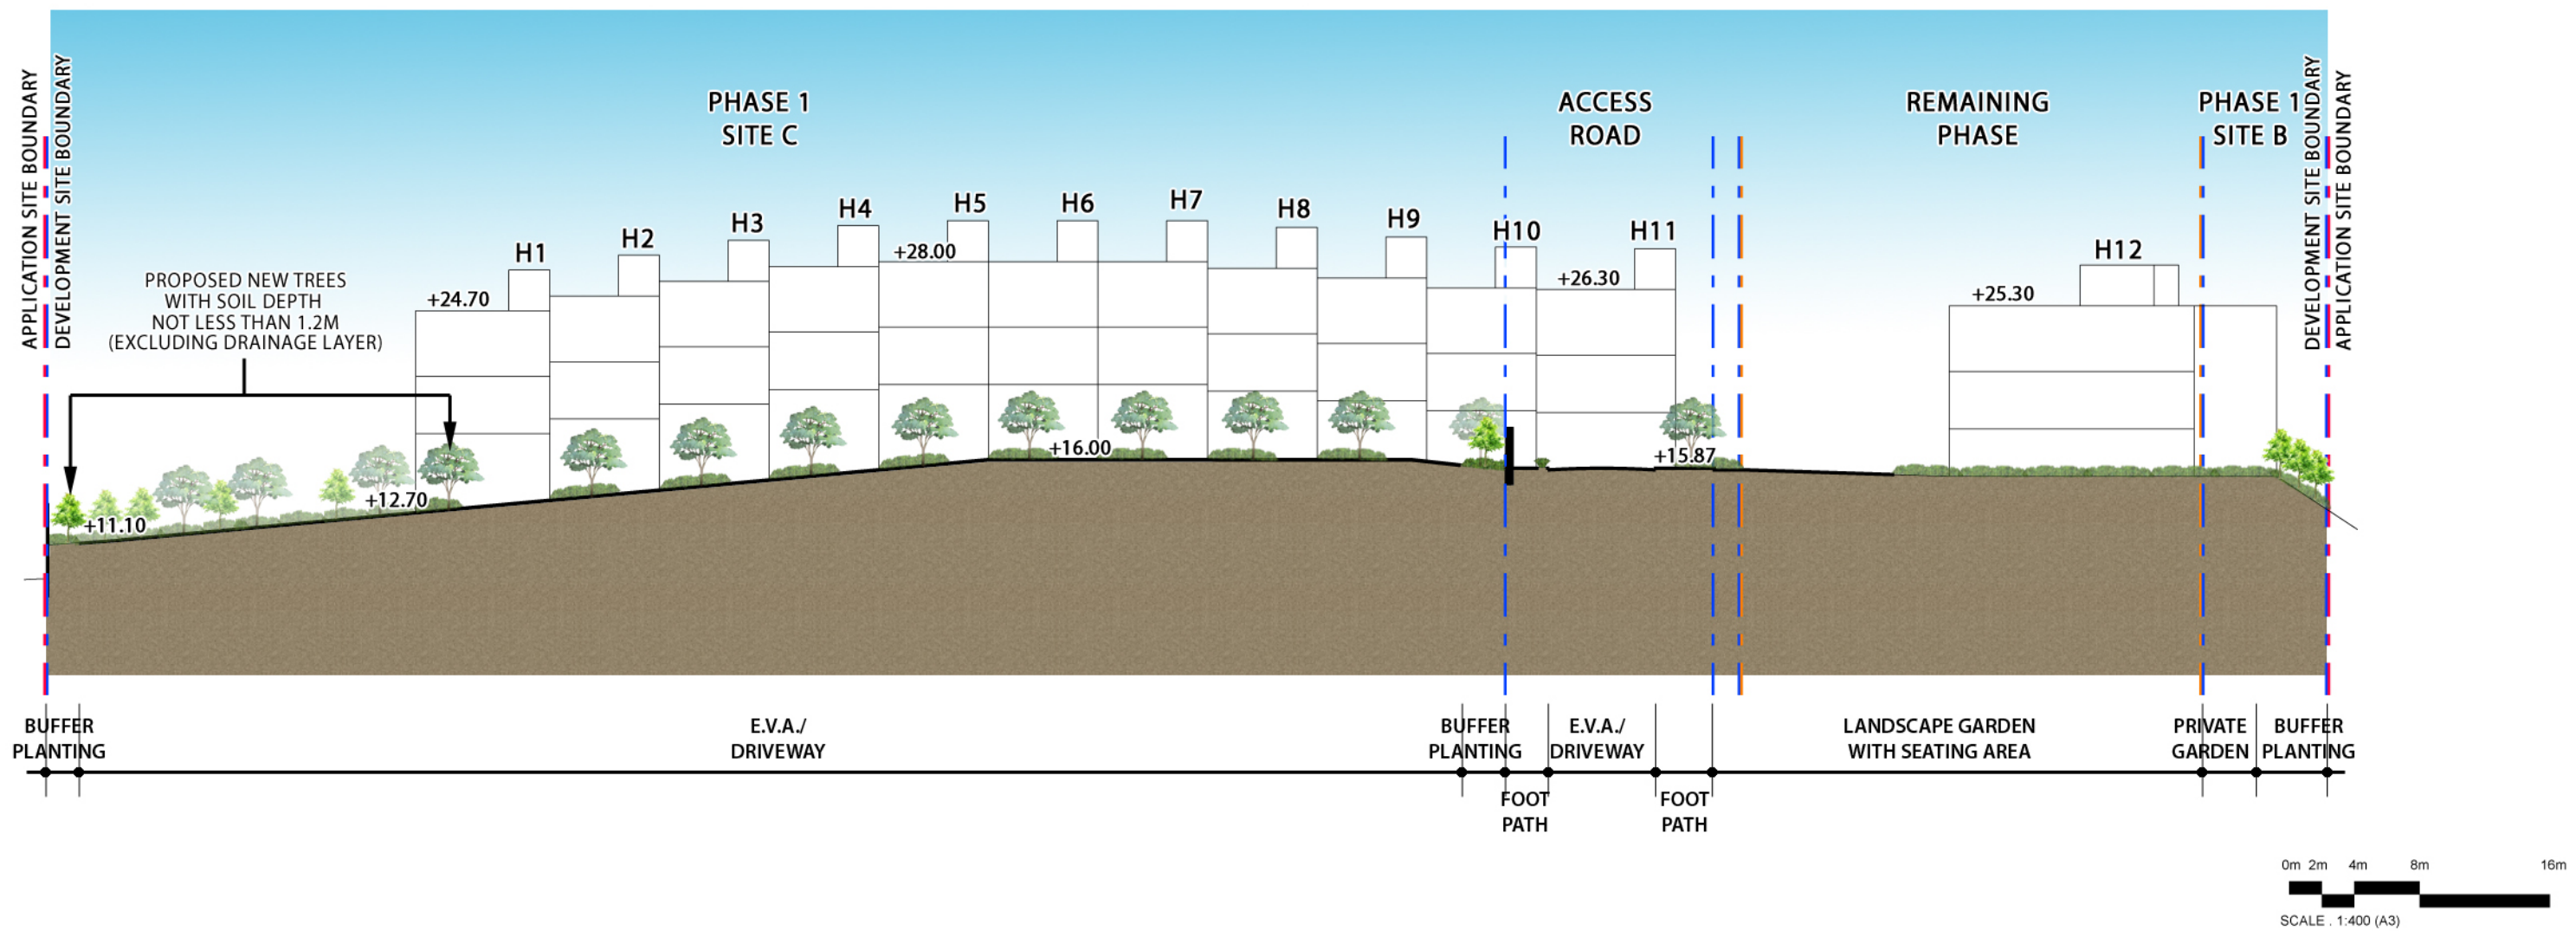 APPLICATION SITE BOUNDARY
DEVELOPMENT SITE BOUNDARY
PHASE 1
SITE C
ACCESS
ROAD
REMAINING
PHASE
PHASE 1
SITE B
DEVELOPMENT SITE BOUNDARY
APPLICATION SITE BOUNDARY
PROPOSED NEW TREES
WITH SOIL DEPTH
NOT LESS THAN 1.2M
(EXCLUDING DRAINAGE LAYER)
H1
H2
H3
H4
H5
H6
H7
H8
H9
H10
H11
H12
+24.70
+28.00
+26.30
+25.30
+11.10
+12.70
+16.00
+15.87
BUFFER
PLANTING
E.V.A./
DRIVEWAY
BUFFER
PLANTING
FOOT
PATH
E.V.A./
DRIVEWAY
FOOT
PATH
LANDSCAPE GARDEN
WITH SEATING AREA
PRIVATE
GARDEN
BUFFER
PLANTING
0m 2m 4m 8m 16m
SCALE . 1:400 (A3)